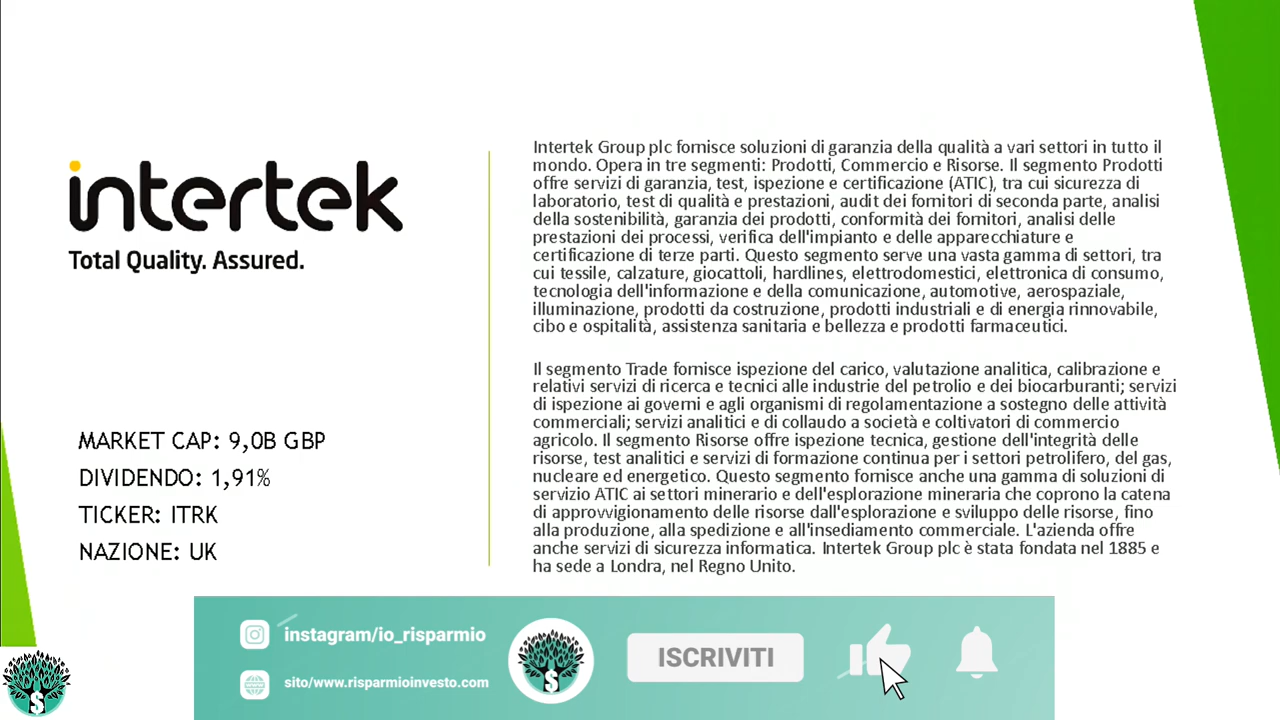 intertek
Total Quality. Assured.
MARKET CAP: 9,0B GBP
DIVIDENDO: 1,91%
TICKER: ITRK
NAZIONE: UK
Intertek Group plc fornisce soluzioni di garanzia della qualità a vari settori in tutto il
mondo. Opera in tre segmenti: Prodotti, Commercio e Risorse. Il segmento Prodotti
offre servizi di garanzia, test, ispezione e certificazione (ATIC), tra cui sicurezza di
laboratorio, test di qualità e prestazioni, audit dei fornitori di seconda parte, analisi
della sostenibilità, garanzia dei prodotti, conformità dei fornitori, analisi delle
prestazioni dei processi, verifica dell'impianto e delle apparecchiature e
certificazione di terze parti. Questo segmento serve una vasta gamma di settori, tra
cui tessile, calzature, giocattoli, hardlines, elettrodomestici, elettronica di consumo,
tecnologia dell'informazione e della comunicazione, automotive, aerospaziale,
illuminazione, prodotti da costruzione, prodotti industriali e di energia rinnovabile,
cibo e ospitalità, assistenza sanitaria e bellezza e prodotti farmaceutici.
Il segmento Trade fornisce ispezione del carico, valutazione analitica, calibrazione e
relativi servizi di ricerca e tecnici alle industrie del petrolio e dei biocarburanti; servizi
di ispezione ai governi e agli organismi di regolamentazione a sostegno delle attività
commerciali; servizi analitici e di collaudo a società e coltivatori di commercio
agricolo. Il segmento Risorse offre ispezione tecnica, gestione dell'integrità delle
risorse, test analitici e servizi di formazione continua per i settori petrolifero, del gas,
nucleare ed energetico. Questo segmento fornisce anche una gamma di soluzioni di
servizio ATIC ai settori minerario e dell'esplorazione mineraria che coprono la catena
di approvvigionamento delle risorse dall'esplorazione e sviluppo delle risorse, fino
alla produzione, alla spedizione e all'insediamento commerciale. L'azienda offre
anche servizi di sicurezza informatica. Intertek Group plc è stata fondata nel 1885 e
ha sede a Londra, nel Regno Unito.
instagram/io_risparmio
sito/www.risparmioinvesto.com
$
ISCRIVITI
$